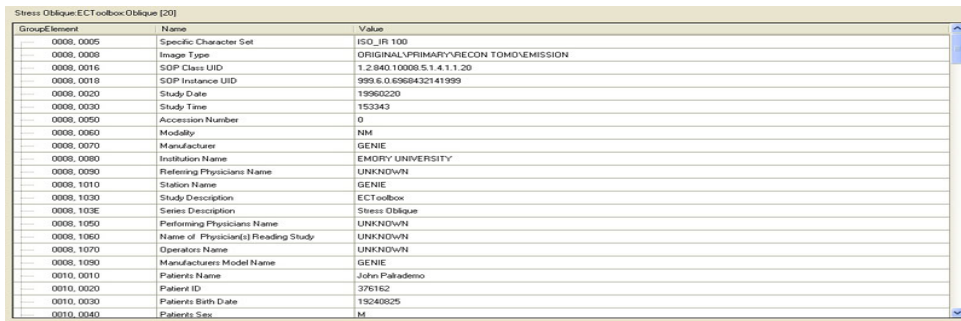 Stress Oblique:ECToolbox:Oblique [20]
GroupElement Name Value
0008, 0005 Specific Character Set ISO_IR 100
0008, 0008 Image Type ORIGINAL\PRIMARY\RECON TOMO\EMISSION
0008, 0016 SOP Class UID 1.2.840.10008.5.1.4.1.1.20
0008, 0018 SOP Instance UID 999.6.0.6968432141999
0008, 0020 Study Date 19960220
0008, 0030 Study Time 153343
0008, 0050 Accession Number 0
0008, 0060 Modality NM
0008, 0070 Manufacturer GENIE
0008, 0080 Institution Name EMORY UNIVERSITY
0008, 0090 Referring Physicians Name UNKNOWN
0008, 1010 Station Name GENIE
0008, 1030 Study Description ECToolbox
0008, 103E Series Description Stress Oblique
0008, 1050 Performing Physicians Name UNKNOWN
0008, 1060 Name of Physician(s) Reading Study UNKNOWN
0008, 1070 Operators Name UNKNOWN
0008, 1090 Manufacturers Model Name GENIE
0010, 0010 Patients Name John Palrademo
0010, 0020 Patient ID 376162
0010, 0030 Patients Birth Date 19240825
0010, 0040 Patients Sex M